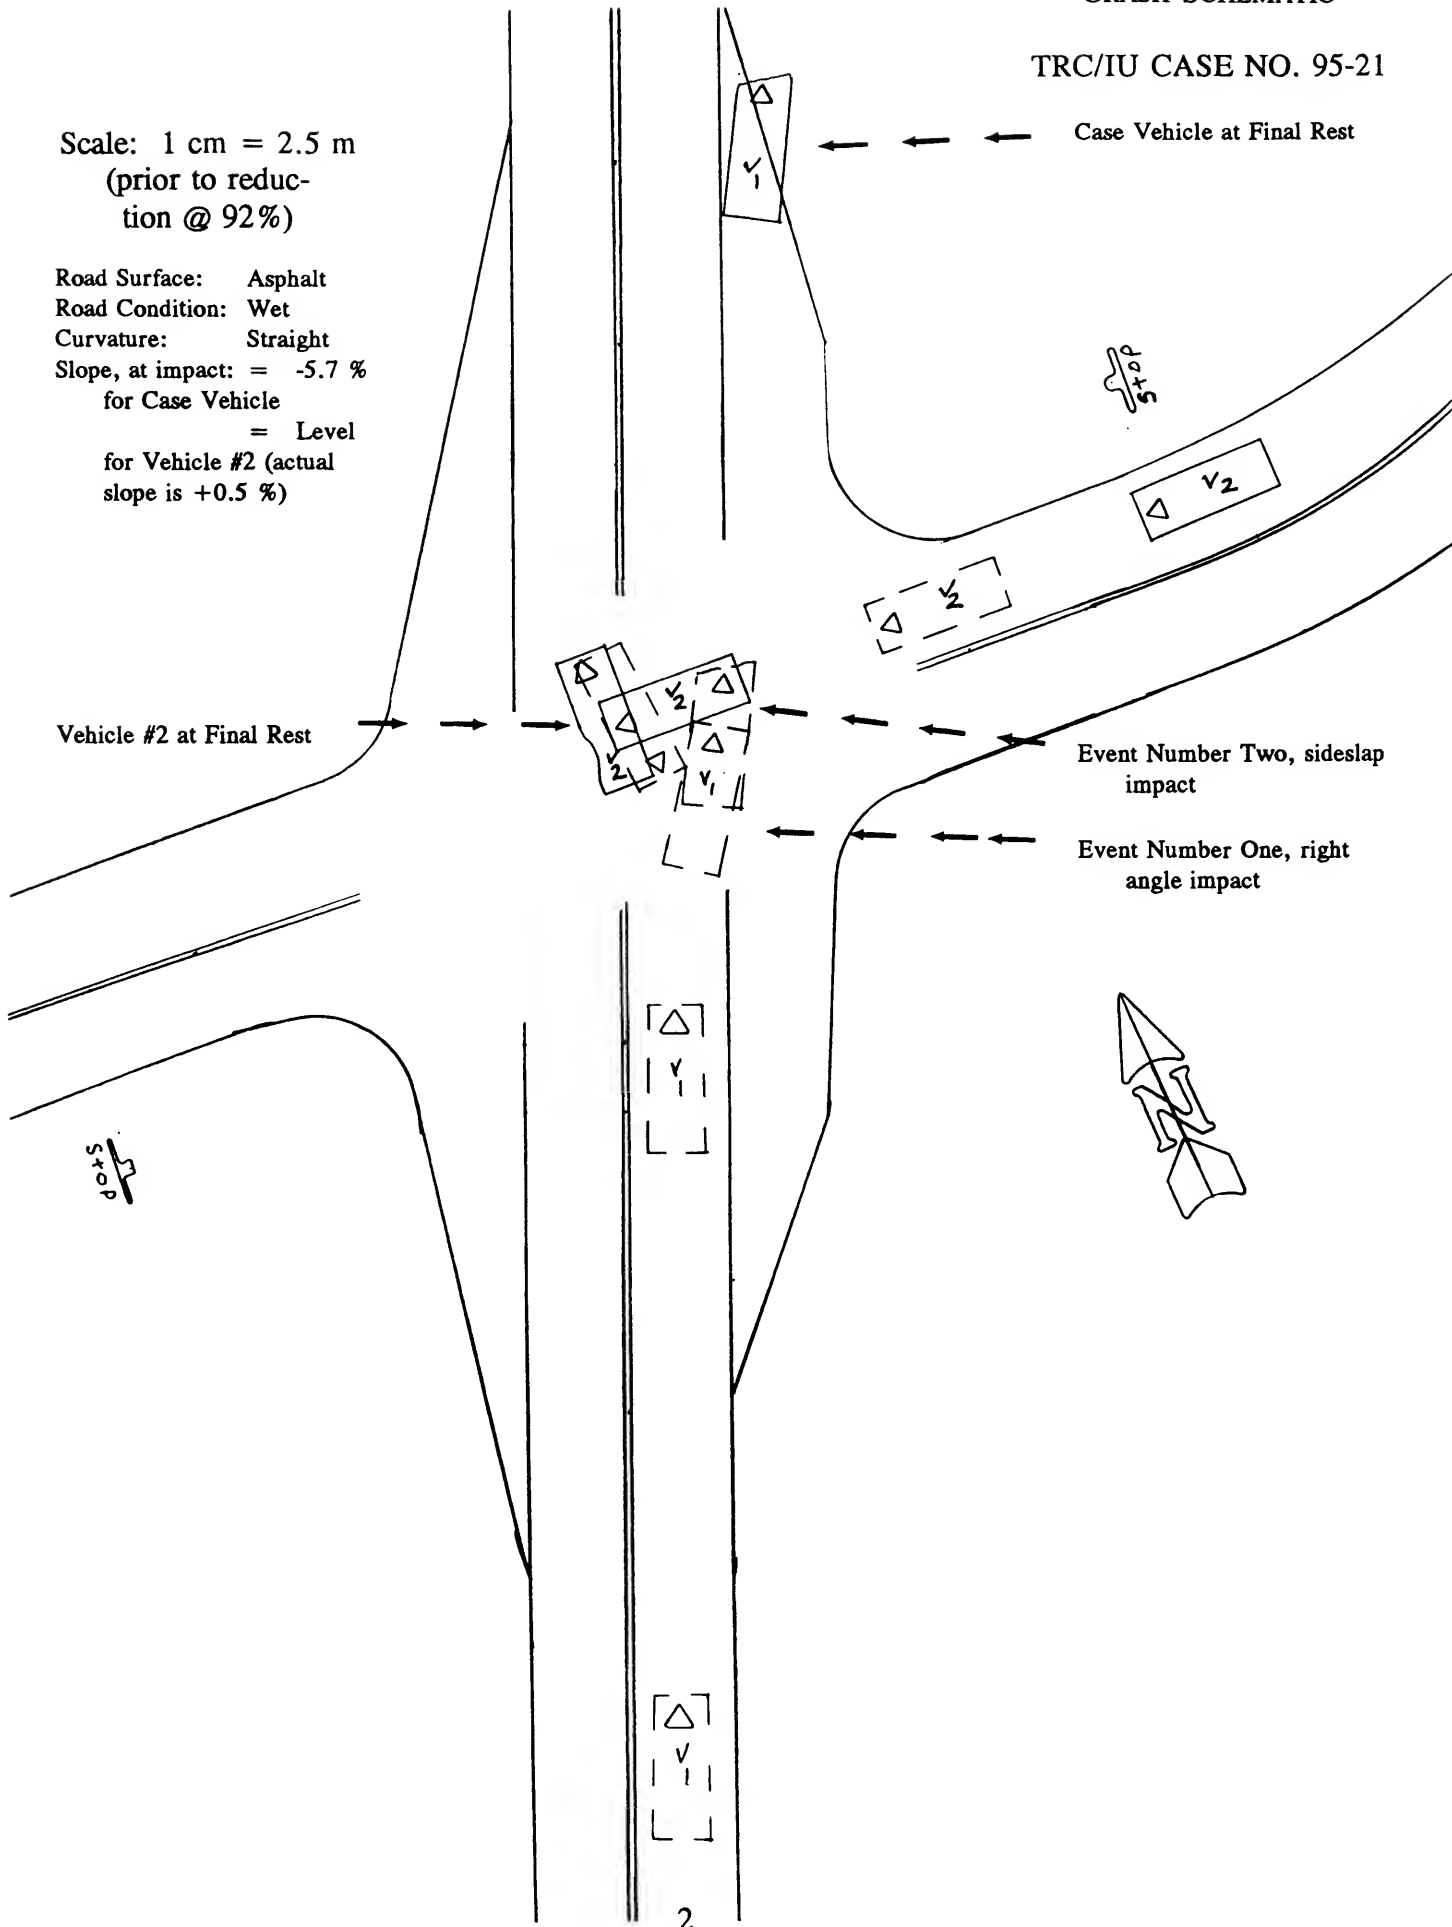 TRC/IU CASE NO. 95-21
Case Vehicle at Final Rest
Scale: 1 cm = 2.5 m
(prior to reduc-
tion @ 92%)
Road Surface: Asphalt
Road Condition: Wet
Curvature: Straight
Slope, at impact: = -5.7 %
for Case Vehicle
= Level
for Vehicle #2 (actual
slope is +0.5 %)
V1
Stop
V2
V2
V2
Vehicle #2 at Final Rest
V2
V1
Event Number Two, sideslap
impact
Event Number One, right
angle impact
V1
N
Stop
V1
2